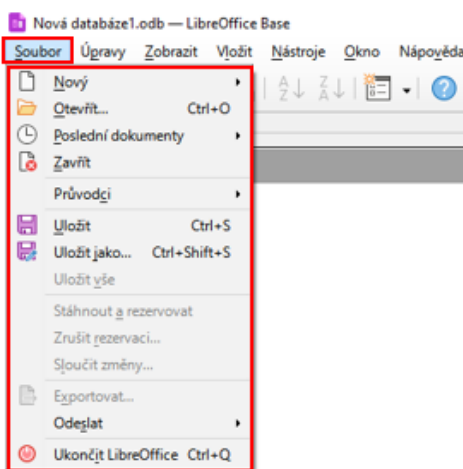 Nová databáze1.odb — LibreOffice Base
Soubor Úpravy Zobrazit Vložit Nástroje Okno Nápověda
Nový
Otevřít... Ctrl+O
Poslední dokumenty
Zavřít
Průvodci
Uložit Ctrl+S
Uložit jako... Ctrl+Shift+S
Uložit vše
Stáhnout a rezervovat
Zrušit rezervaci...
Sloučit změny...
Exportovat...
Odeslat
Ukončit LibreOffice Ctrl+Q